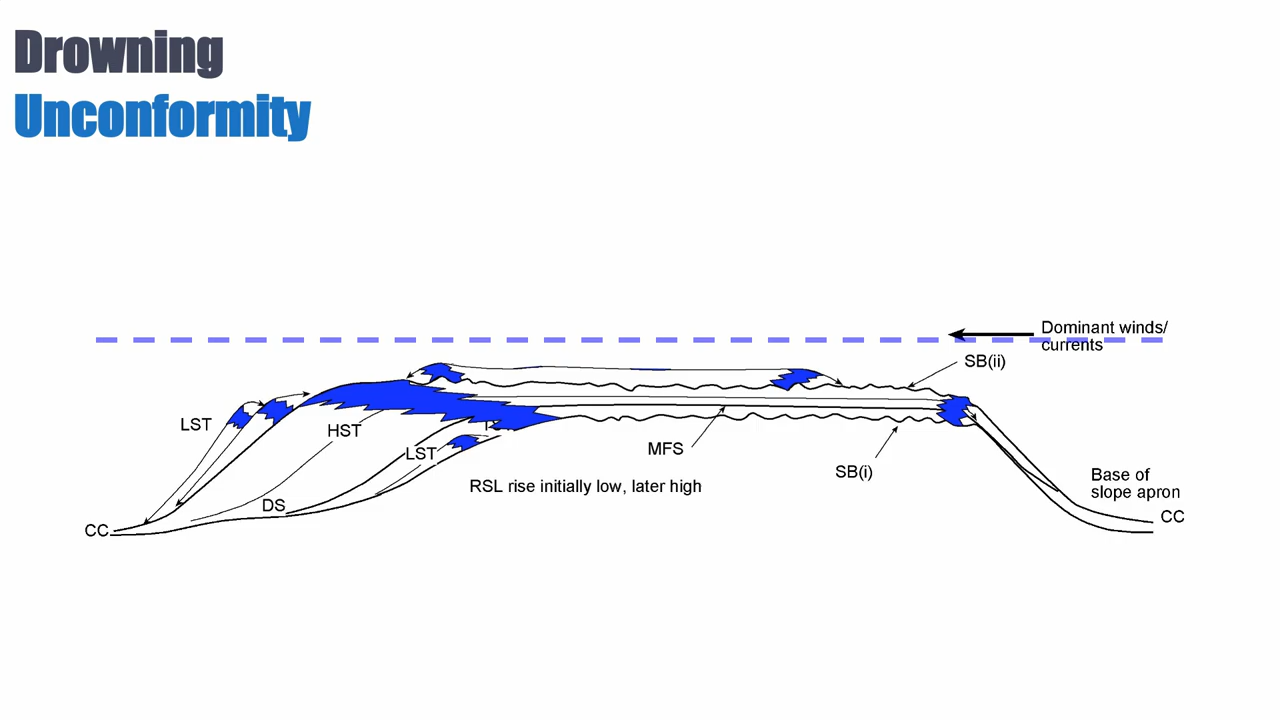 Drowning
Unconformity
Dominant winds/
currents
SB(ii)
LST
HST
LST
MFS
SB(i)
RSL rise initially low, later high
Base of
slope apron
DS
CC
CC